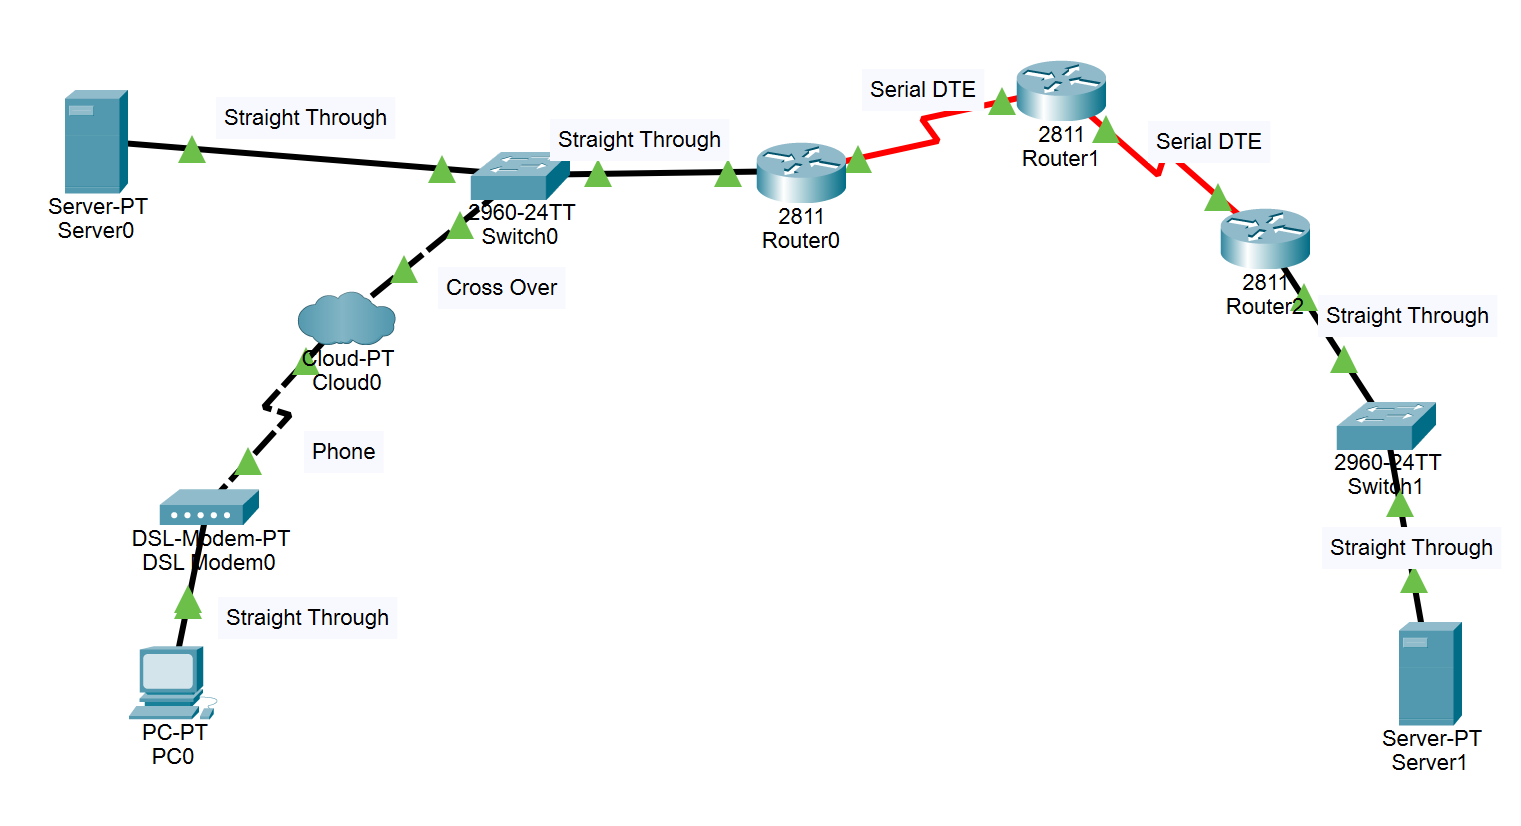 Serial DTE
Straight Through
Straight Through
2811
Router1
Serial DTE
Server-PT
Server0
2960-24TT
Switch0
2811
Router0
Cross Over
2811
Router2
Straight Through
Cloud-PT
Cloud0
Phone
2960-24TT
Switch1
DSL-Modem-PT
DSL Modem0
Straight Through
Straight Through
PC-PT
PC0
Server-PT
Server1